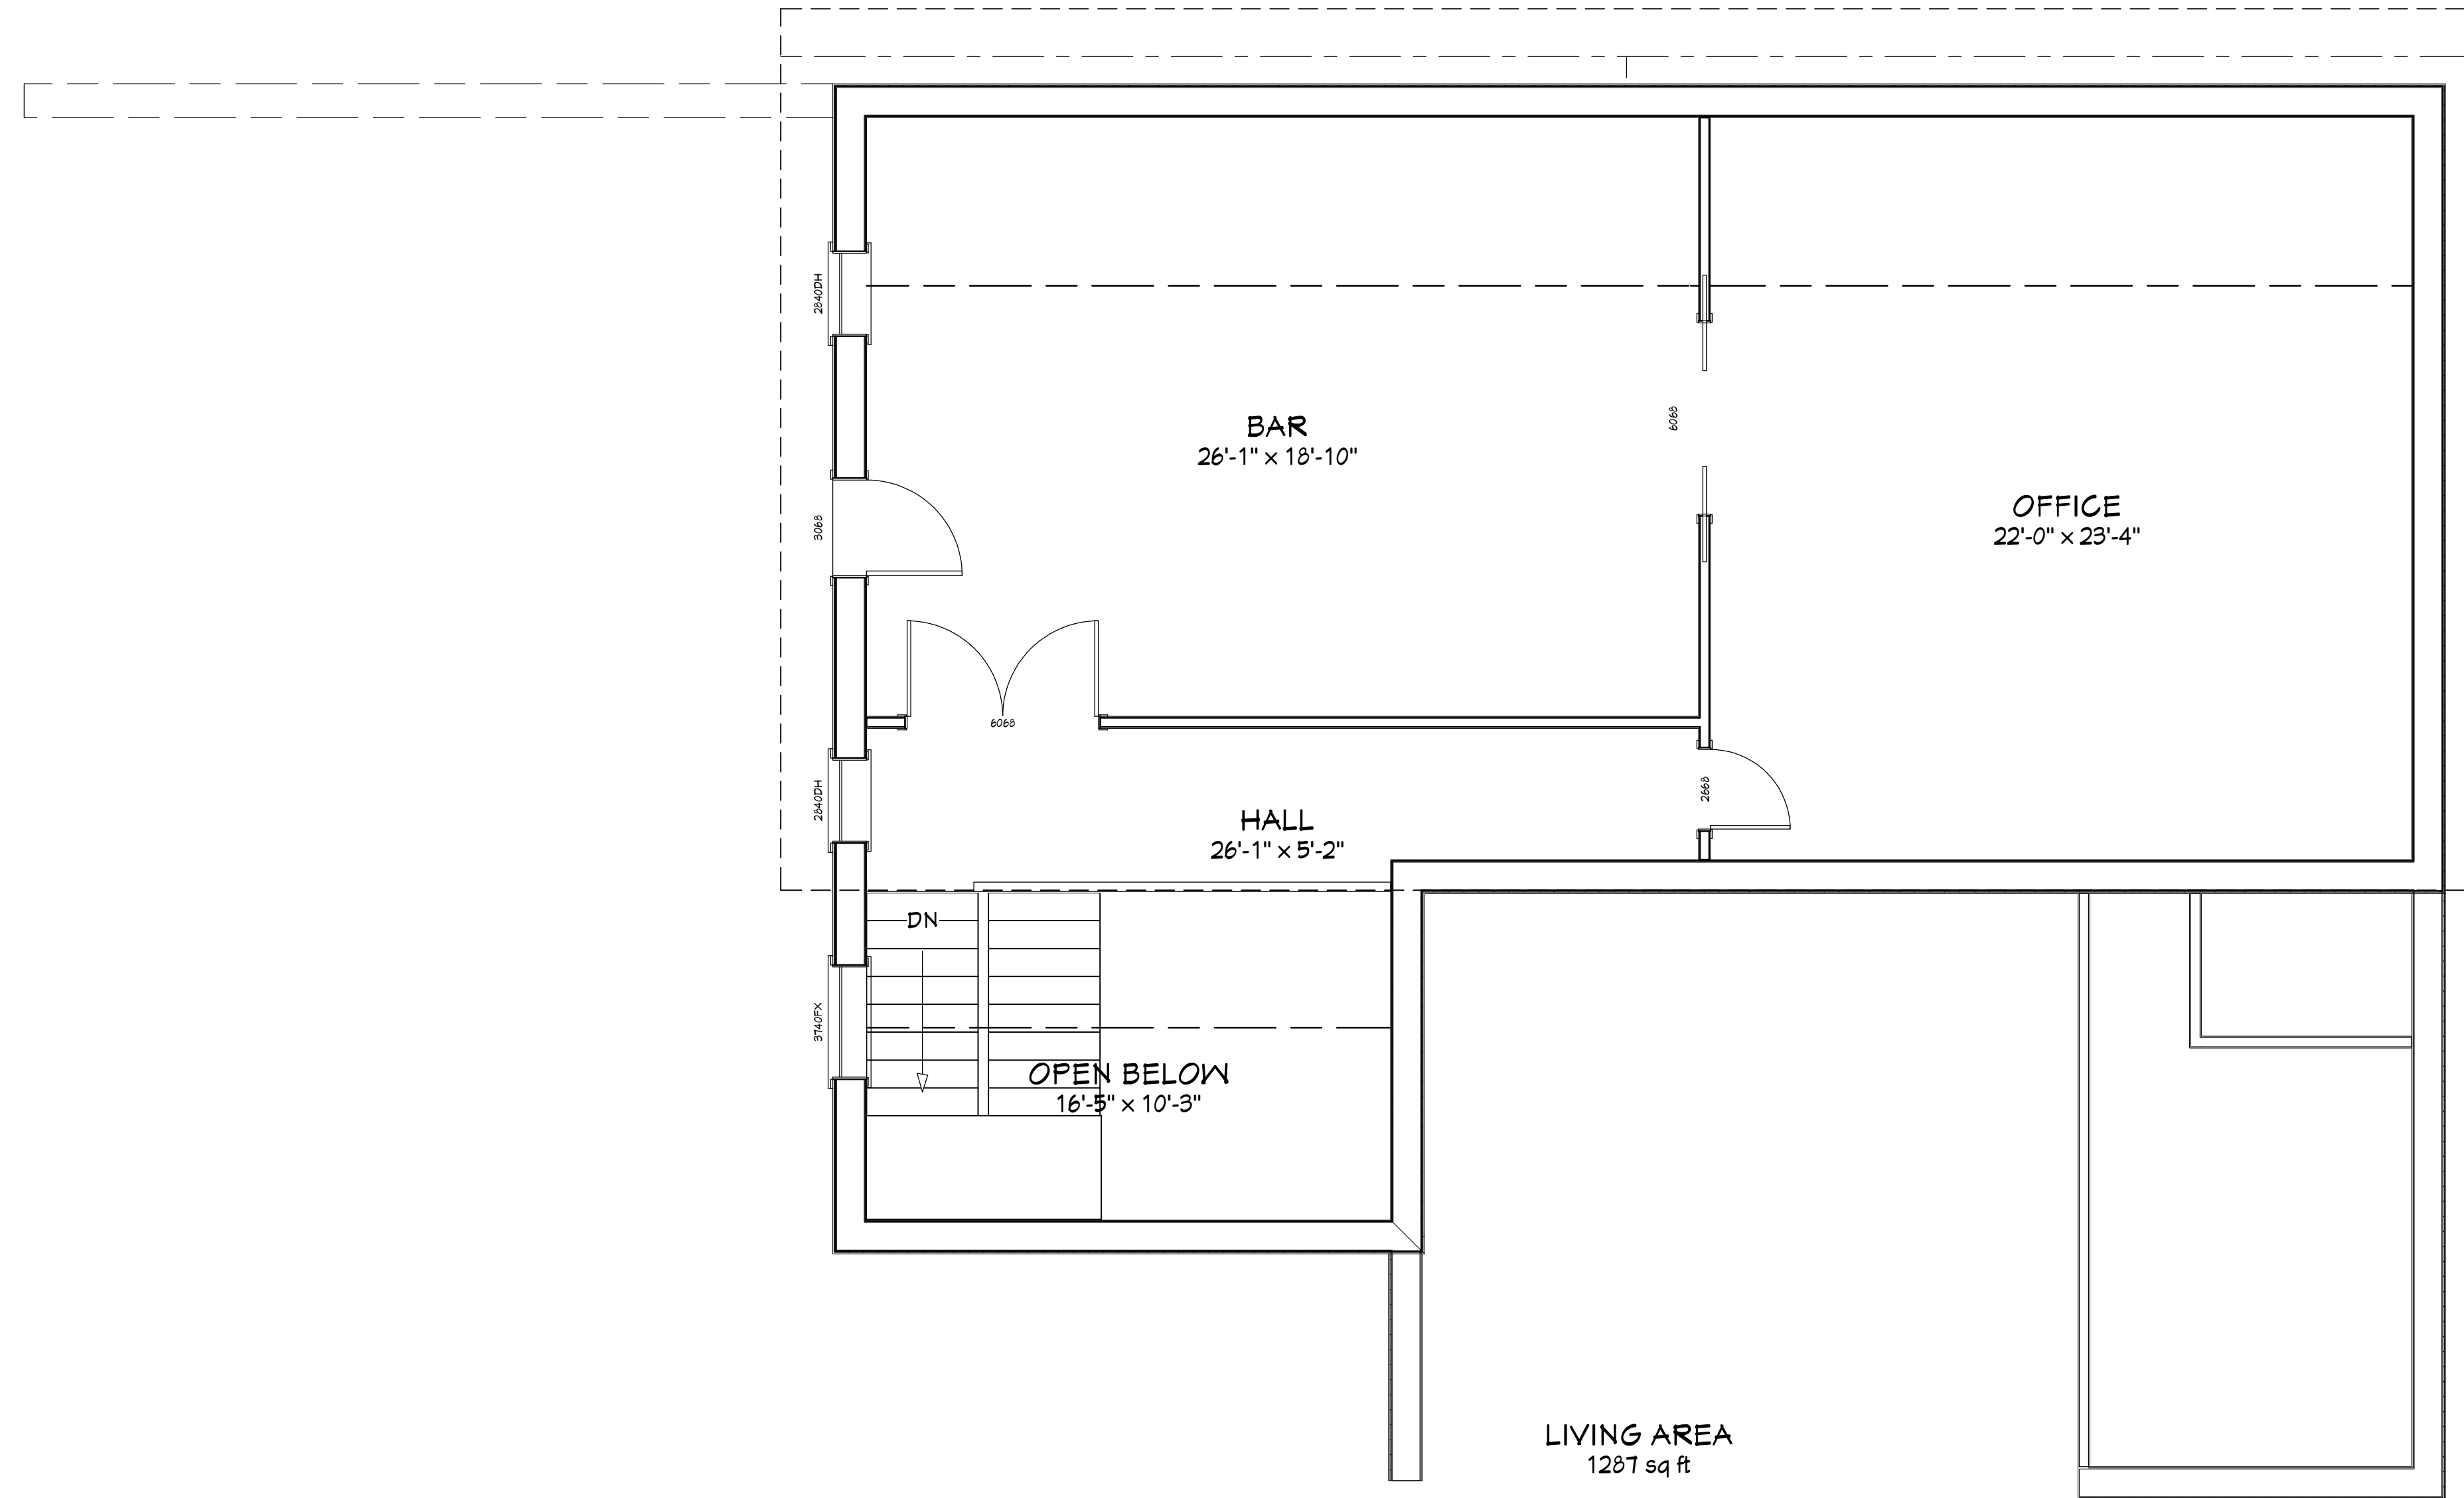 2840DH
BAR
26'-1" x 18'-10"
6068
OFFICE
22'-0" x 23'-4"
3068
6068
2840DH
2668
HALL
26'-1" x 5'-2"
DN
3740FX
OPEN BELOW
16'-5" x 10'-3"
LIVING AREA
1287 sq ft